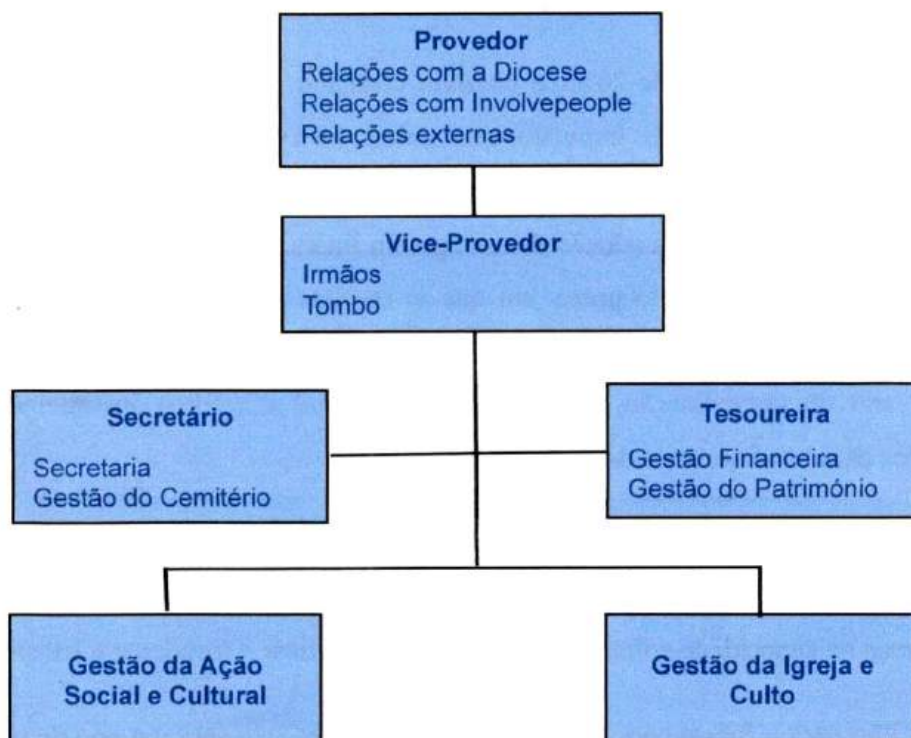 Provedor
Relações com a Diocese
Relações com Involvepeople
Relações externas
Vice-Provedor
Irmãos
Tombo
Secretário
Secretaria
Gestão do Cemitério
Tesoureira
Gestão Financeira
Gestão do Património
Gestão da Ação
Social e Cultural
Gestão da Igreja e
Culto